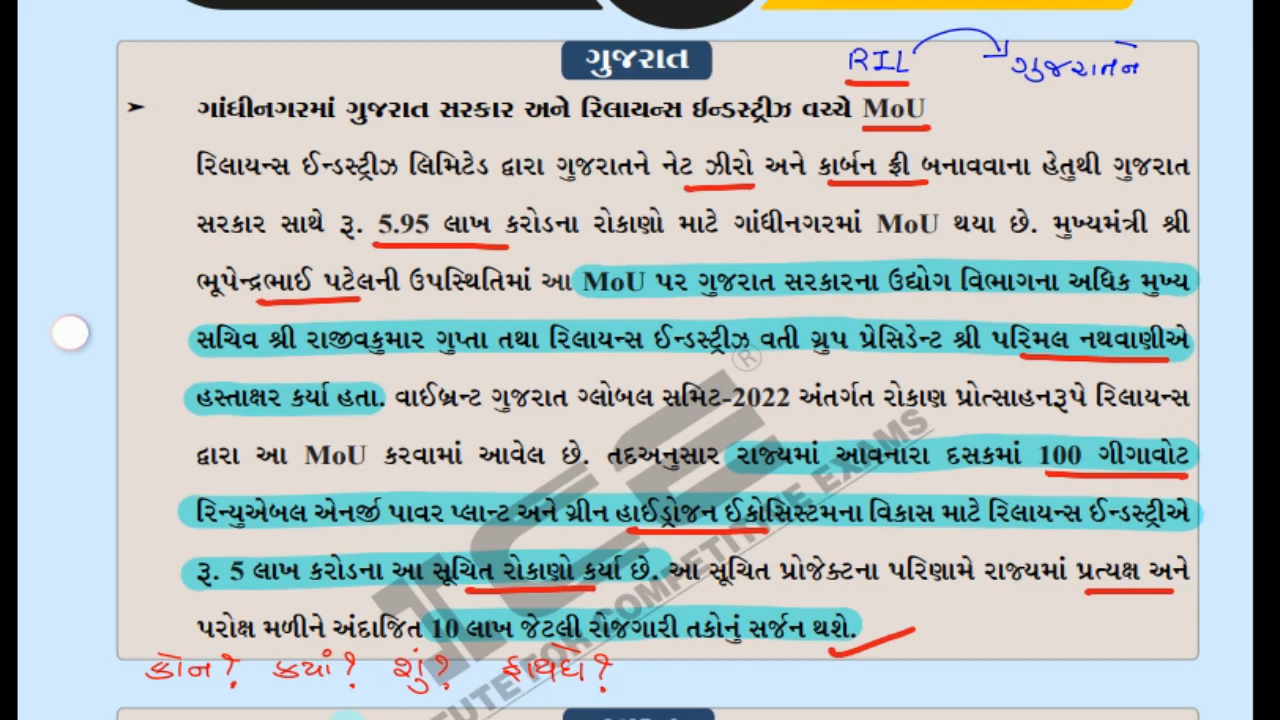 ગુજરાત
RIL ગુજરાતને
➤ ગાંધીનગરમાં ગુજરાત સરકાર અને રિલાયન્સ ઈન્ડસ્ટ્રીઝ વચ્ચે MoU
રિલાયન્સ ઈન્ડસ્ટ્રીઝ લિમિટેડ દ્વારા ગુજરાતને નેટ ઝીરો અને કાર્બન ફ્રી બનાવવાના હેતુથી ગુજરાત
સરકાર સાથે રૂ. 5.95 લાખ કરોડના રોકાણો માટે ગાંધીનગરમાં MoU થયા છે. મુખ્યમંત્રી શ્રી
ભૂપેન્દ્રભાઈ પટેલની ઉપસ્થિતિમાં આ MoU પર ગુજરાત સરકારના ઉદ્યોગ વિભાગના અધિક મુખ્ય
સચિવ શ્રી રાજીવકુમાર ગુપ્તા તથા રિલાયન્સ ઈન્ડસ્ટ્રીઝ વતી ગ્રુપ પ્રેસિડેન્ટ શ્રી પરિમલ નથવાણીએ
હસ્તાક્ષર કર્યા હતા. વાઈબ્રન્ટ ગુજરાત ગ્લોબલ સમિટ-2022 અંતર્ગત રોકાણ પ્રોત્સાહનરૂપે રિલાયન્સ
દ્વારા આ MoU કરવામાં આવેલ છે. તદઅનુસાર રાજ્યમાં આવનારા દસકમાં 100 ગીગાવોટ
રિન્યુએબલ એનર્જી પાવર પ્લાન્ટ અને ગ્રીન હાઈડ્રોજન ઈકોસિસ્ટમના વિકાસ માટે રિલાયન્સ ઈન્ડસ્ટ્રીએ
રૂ. 5 લાખ કરોડના આ સૂચિત રોકાણો કર્યા છે. આ સૂચિત પ્રોજેક્ટના પરિણામે રાજ્યમાં પ્રત્યક્ષ અને
પરોક્ષ મળીને અંદાજિત 10 લાખ જેટલી રોજગારી તકોનું સર્જન થશે.
કોન? ક્યાં? શું? ફાયદો?
ICE ®
INSTITUTE FOR COMPETITIVE EXAMS